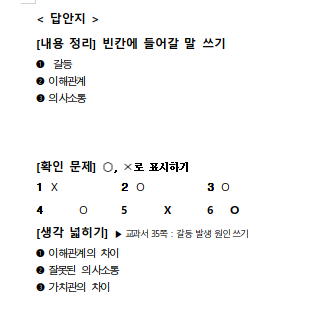 < 답안지 >
[내용 정리] 빈칸에 들어갈 말 쓰기
❶ 갈등
❷ 이해관계
❸ 의사소통
[확인 문제] ○, ×로 표시하기
1 X 2 O 3 O
4 O 5 X 6 O
[생각 넓히기] ▶ 교과서 35쪽 : 갈등 발생 원인 쓰기
❶ 이해관계의 차이
❷ 잘못된 의사소통
❸ 가치관의 차이